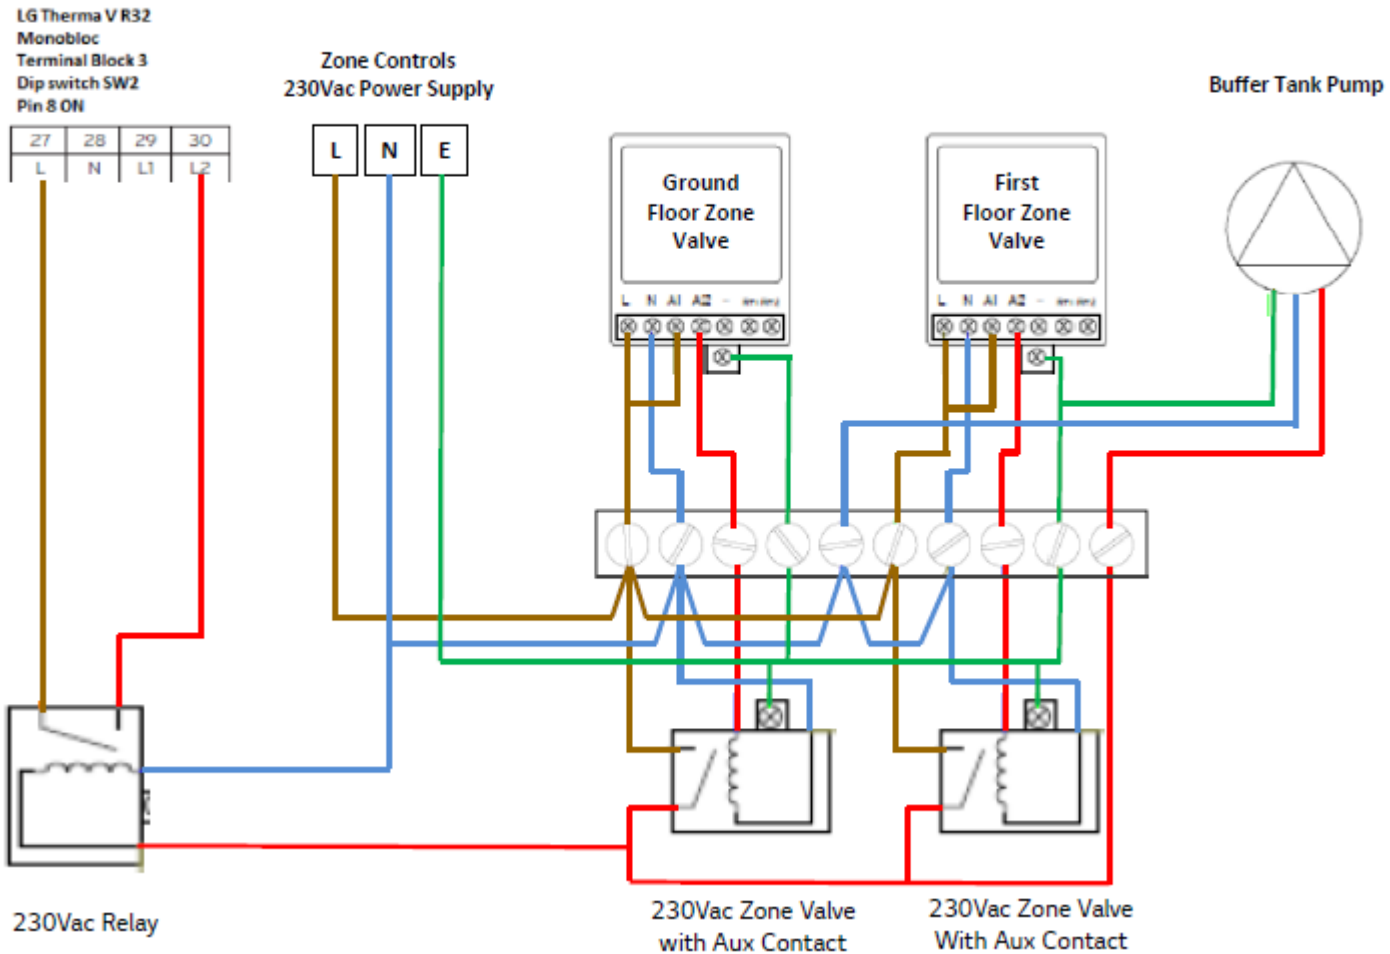 LG Therma V R32
Monobloc
Terminal Block 3
Dip switch SW2
Pin 8 ON
27 28 29 30
L N L1 L2
Zone Controls
230Vac Power Supply
L N E
Ground
Floor Zone
Valve
L N A1 A2 -
First
Floor Zone
Valve
L N A1 A2 -
Buffer Tank Pump
230Vac Relay
230Vac Zone Valve
with Aux Contact
230Vac Zone Valve
With Aux Contact